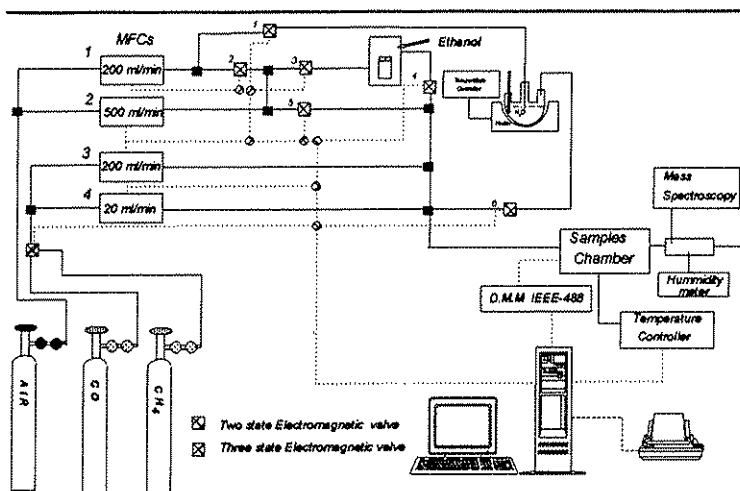 MFCs
1
200 ml/min
2
500 ml/min
3
200 ml/min
4
20 ml/min
1
2
3
4
5
6
Ethanol
Temperature
Controller
H₂O
Mass
Spectroscopy
Samples
Chamber
Hummidity
meter
D.M.M IEEE-488
Temperature
Controller
AIR
CO
CH4
Two state Electromagnetic valve
Three state Electromagnetic valve